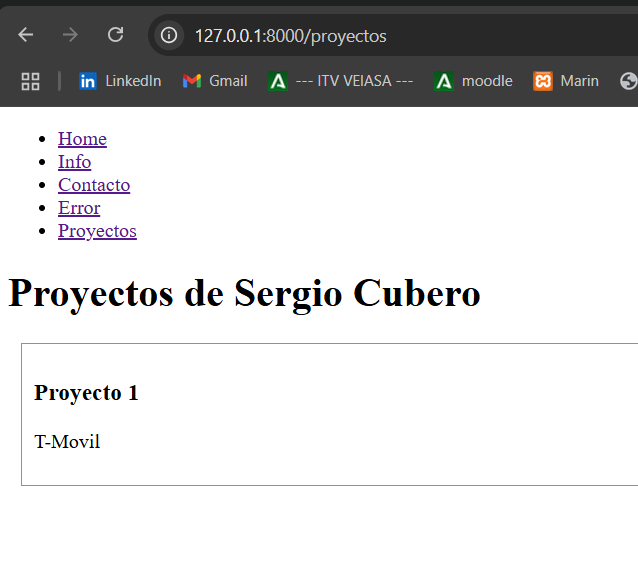 127.0.0.1:8000/proyectos
LinkedIn Gmail --- ITV VEIASA --- moodle Marin
Home
Info
Contacto
Error
Proyectos
Proyectos de Sergio Cubero
Proyecto 1
T-Movil